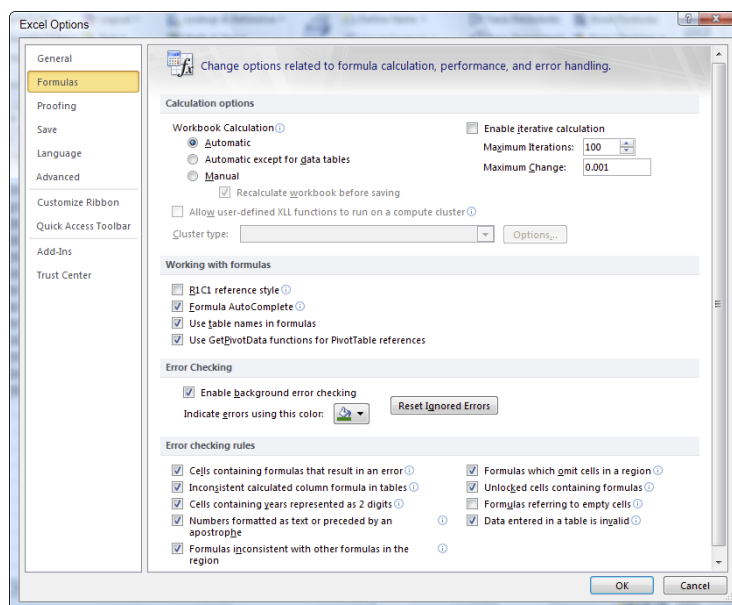 Excel Options
General
Formulas
Proofing
Save
Language
Advanced
Customize Ribbon
Quick Access Toolbar
Add-Ins
Trust Center
Change options related to formula calculation, performance, and error handling.
Calculation options
Workbook Calculation
Automatic
Automatic except for data tables
Manual
Recalculate workbook before saving
Enable iterative calculation
Maximum Iterations: 100
Maximum Change: 0.001
Allow user-defined XLL functions to run on a compute cluster
Cluster type: Options...
Working with formulas
R1C1 reference style
Formula AutoComplete
Use table names in formulas
Use GetPivotData functions for PivotTable references
Error Checking
Enable background error checking
Indicate errors using this color: Reset Ignored Errors
Error checking rules
Cells containing formulas that result in an error
Inconsistent calculated column formula in tables
Cells containing years represented as 2 digits
Numbers formatted as text or preceded by an
apostrophe
Formulas inconsistent with other formulas in the
region
Formulas which omit cells in a region
Unlocked cells containing formulas
Formulas referring to empty cells
Data entered in a table is invalid
OK Cancel